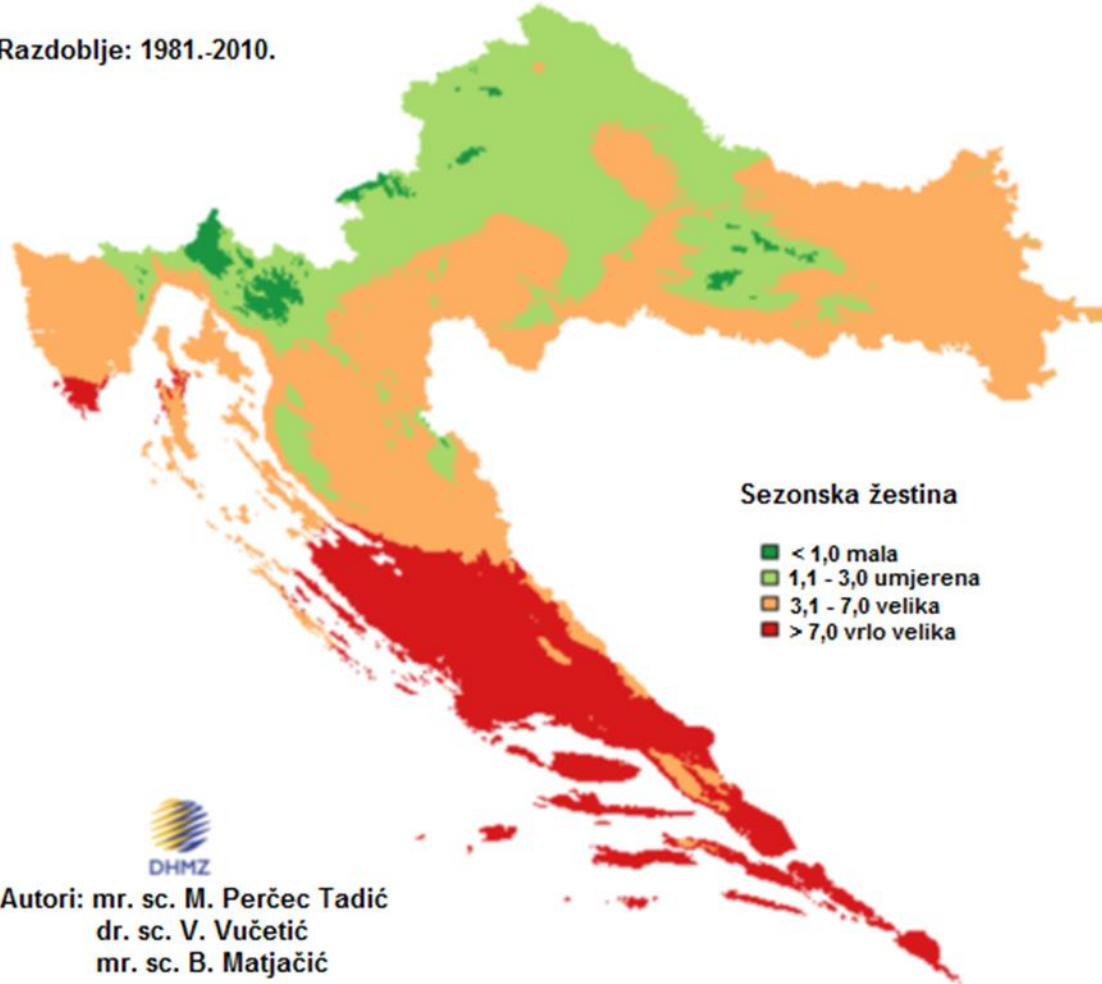 Razdoblje: 1981.-2010.
Sezonska žestina
< 1,0 mala
1,1 - 3,0 umjerena
3,1 - 7,0 velika
> 7,0 vrlo velika
DHMZ
Autori: mr. sc. M. Perčec Tadić
dr. sc. V. Vučetić
mr. sc. B. Matjačić